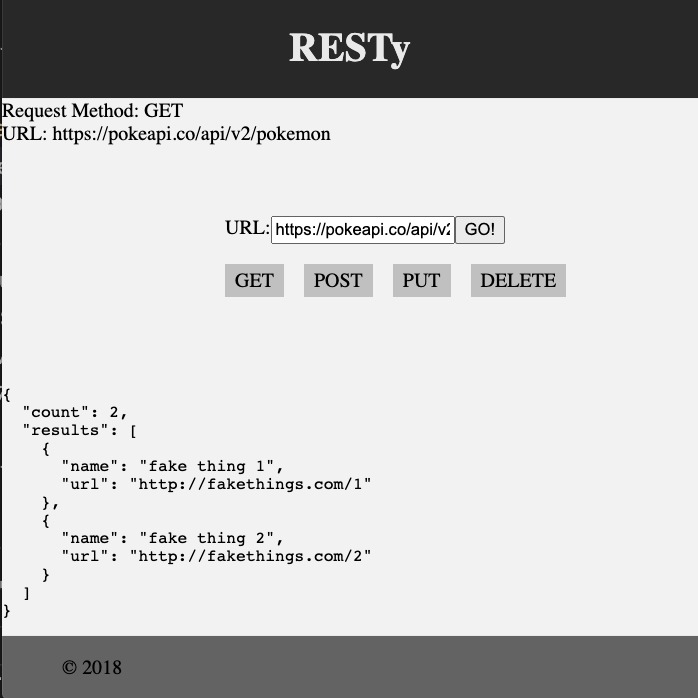 RESTy
Request Method: GET
URL: https://pokeapi.co/api/v2/pokemon
URL: https://pokeapi.co/api/v2 GO!
GET POST PUT DELETE
{
  "count": 2,
  "results": [
    {
      "name": "fake thing 1",
      "url": "http://fakethings.com/1"
    },
    {
      "name": "fake thing 2",
      "url": "http://fakethings.com/2"
    }
  ]
}
© 2018